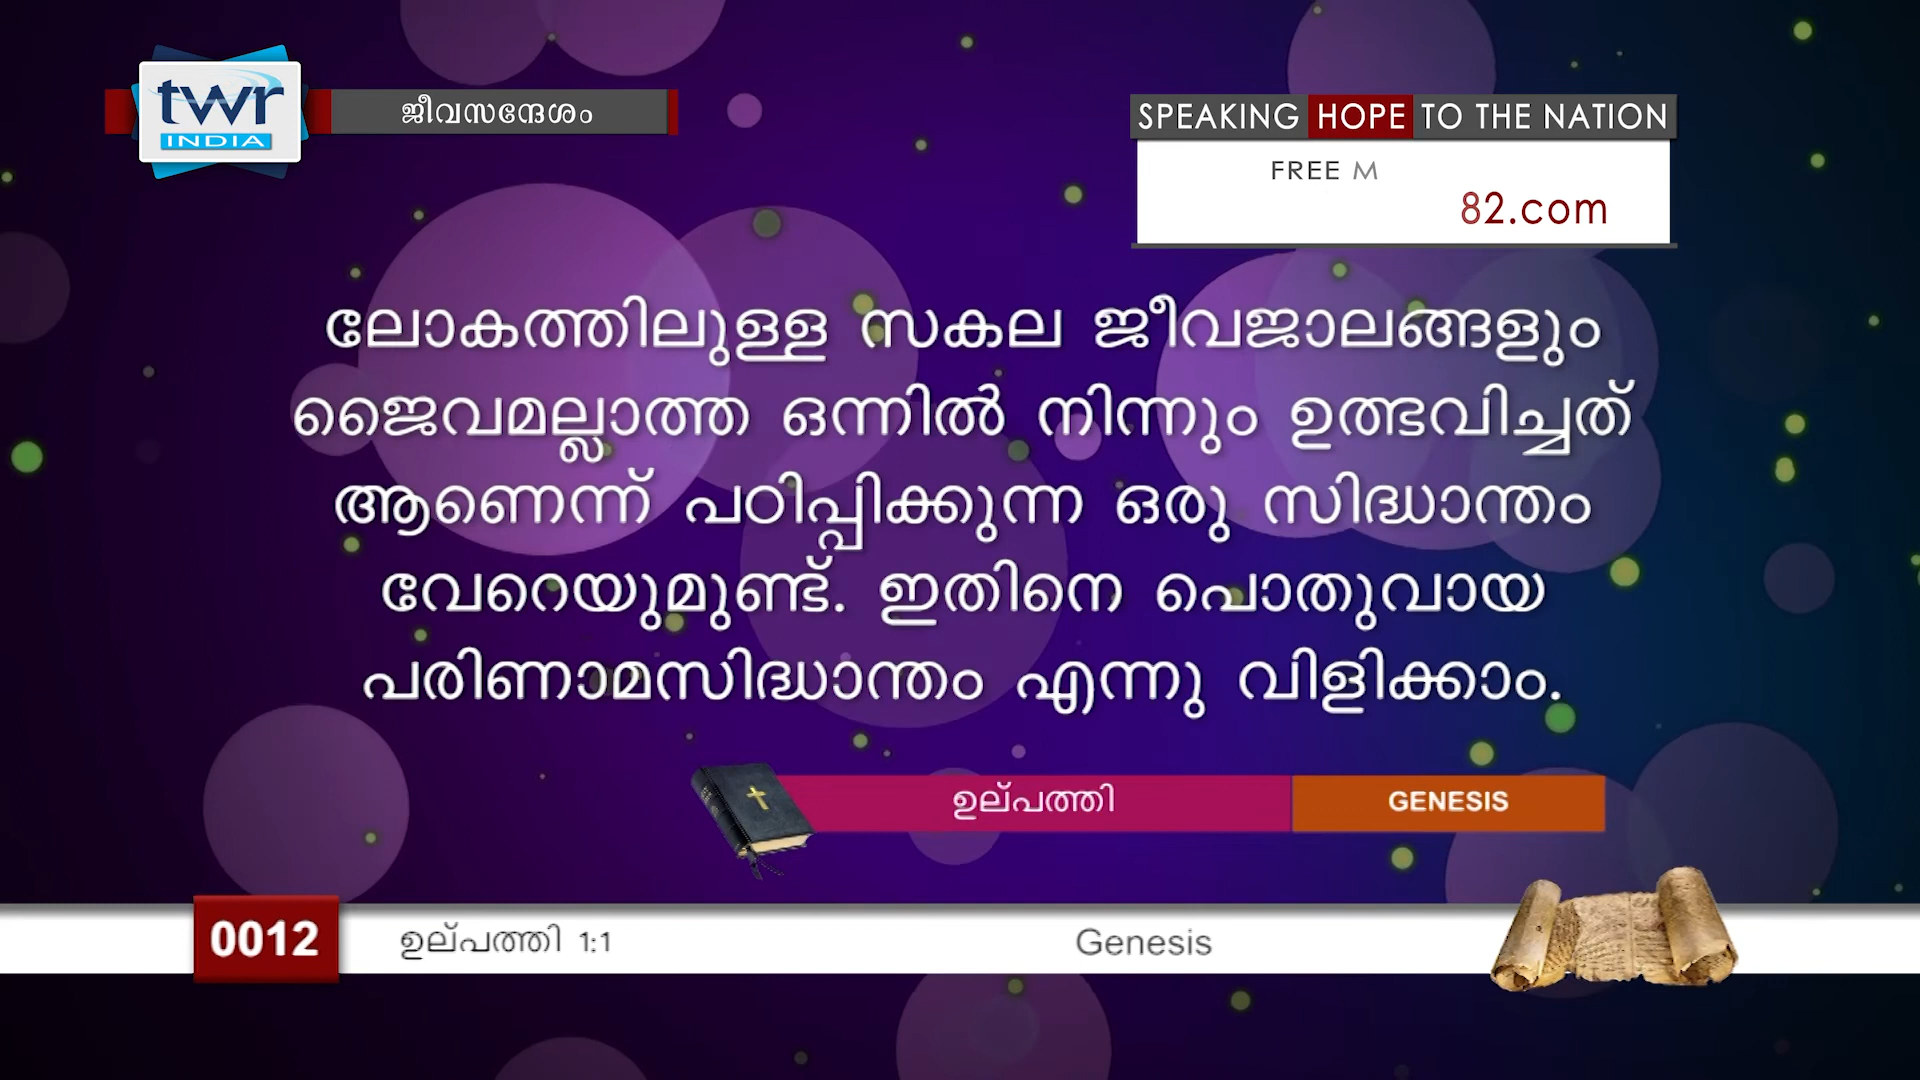 twr
INDIA
ജീവസന്ദേശം
SPEAKING HOPE TO THE NATION
FREE M
82.com
ലോകത്തിലുള്ള സകല ജീവജാലങ്ങളും
ജൈവമല്ലാത്ത ഒന്നിൽ നിന്നും ഉത്ഭവിച്ചത്
ആണെന്ന് പഠിപ്പിക്കുന്ന ഒരു സിദ്ധാന്തം
വേറെയുമുണ്ട്. ഇതിനെ പൊതുവായ
പരിണാമസിദ്ധാന്തം എന്നു വിളിക്കാം.
ഉല്പത്തി GENESIS
0012 ഉല്പത്തി 1:1 Genesis